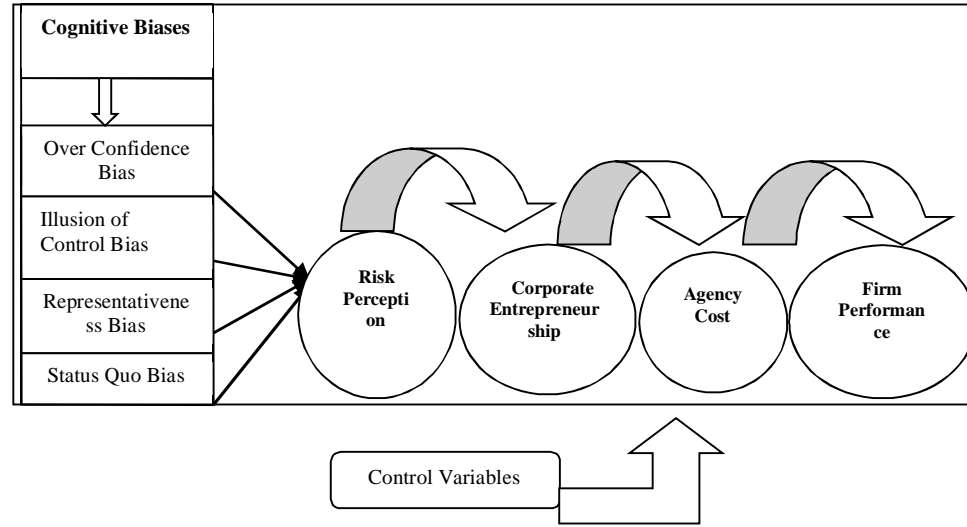 Cognitive Biases
Over Confidence
Bias
Illusion of
Control Bias
Representativene
ss Bias
Status Quo Bias
Risk
Percepti
on
Corporate
Entrepreneur
ship
Agency
Cost
Firm
Performan
ce
Control Variables